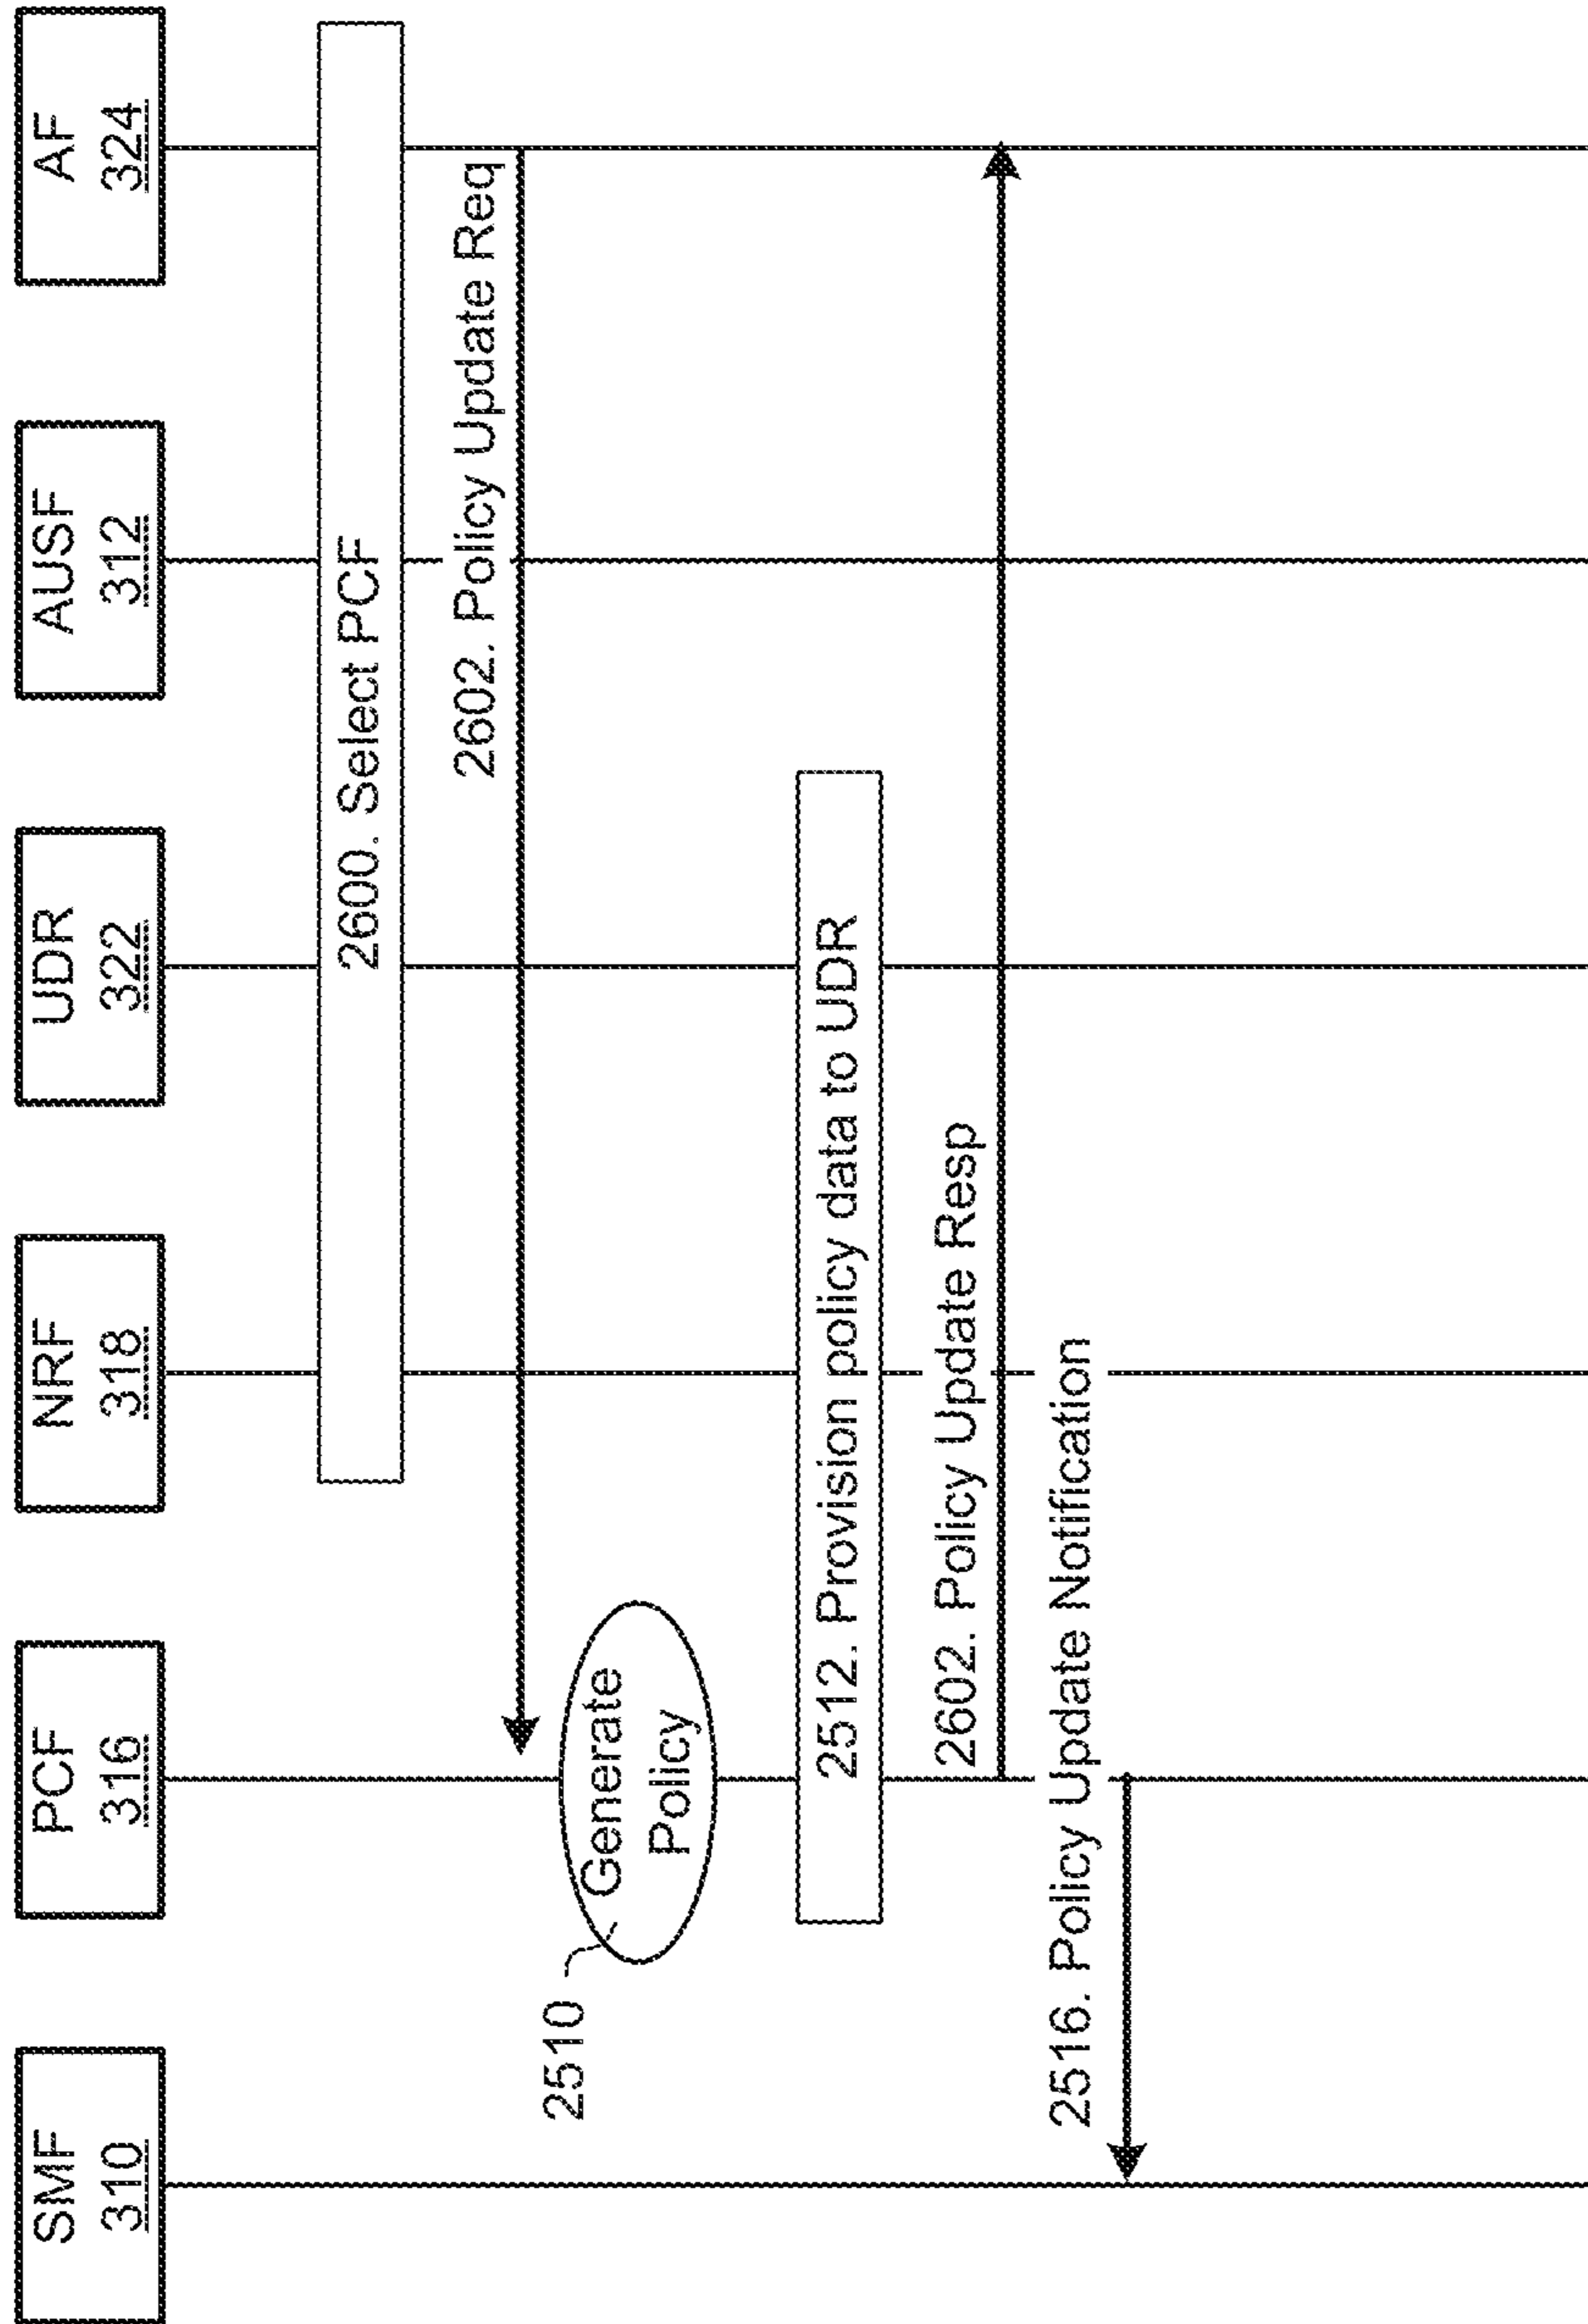 SMF
310
PCF
316
NRF
318
UDR
322
AUSF
312
AF
324
2600. Select PCF
2602. Policy Update Req
2510
Generate
Policy
2512. Provision policy data to UDR
2602. Policy Update Resp
2516. Policy Update Notification